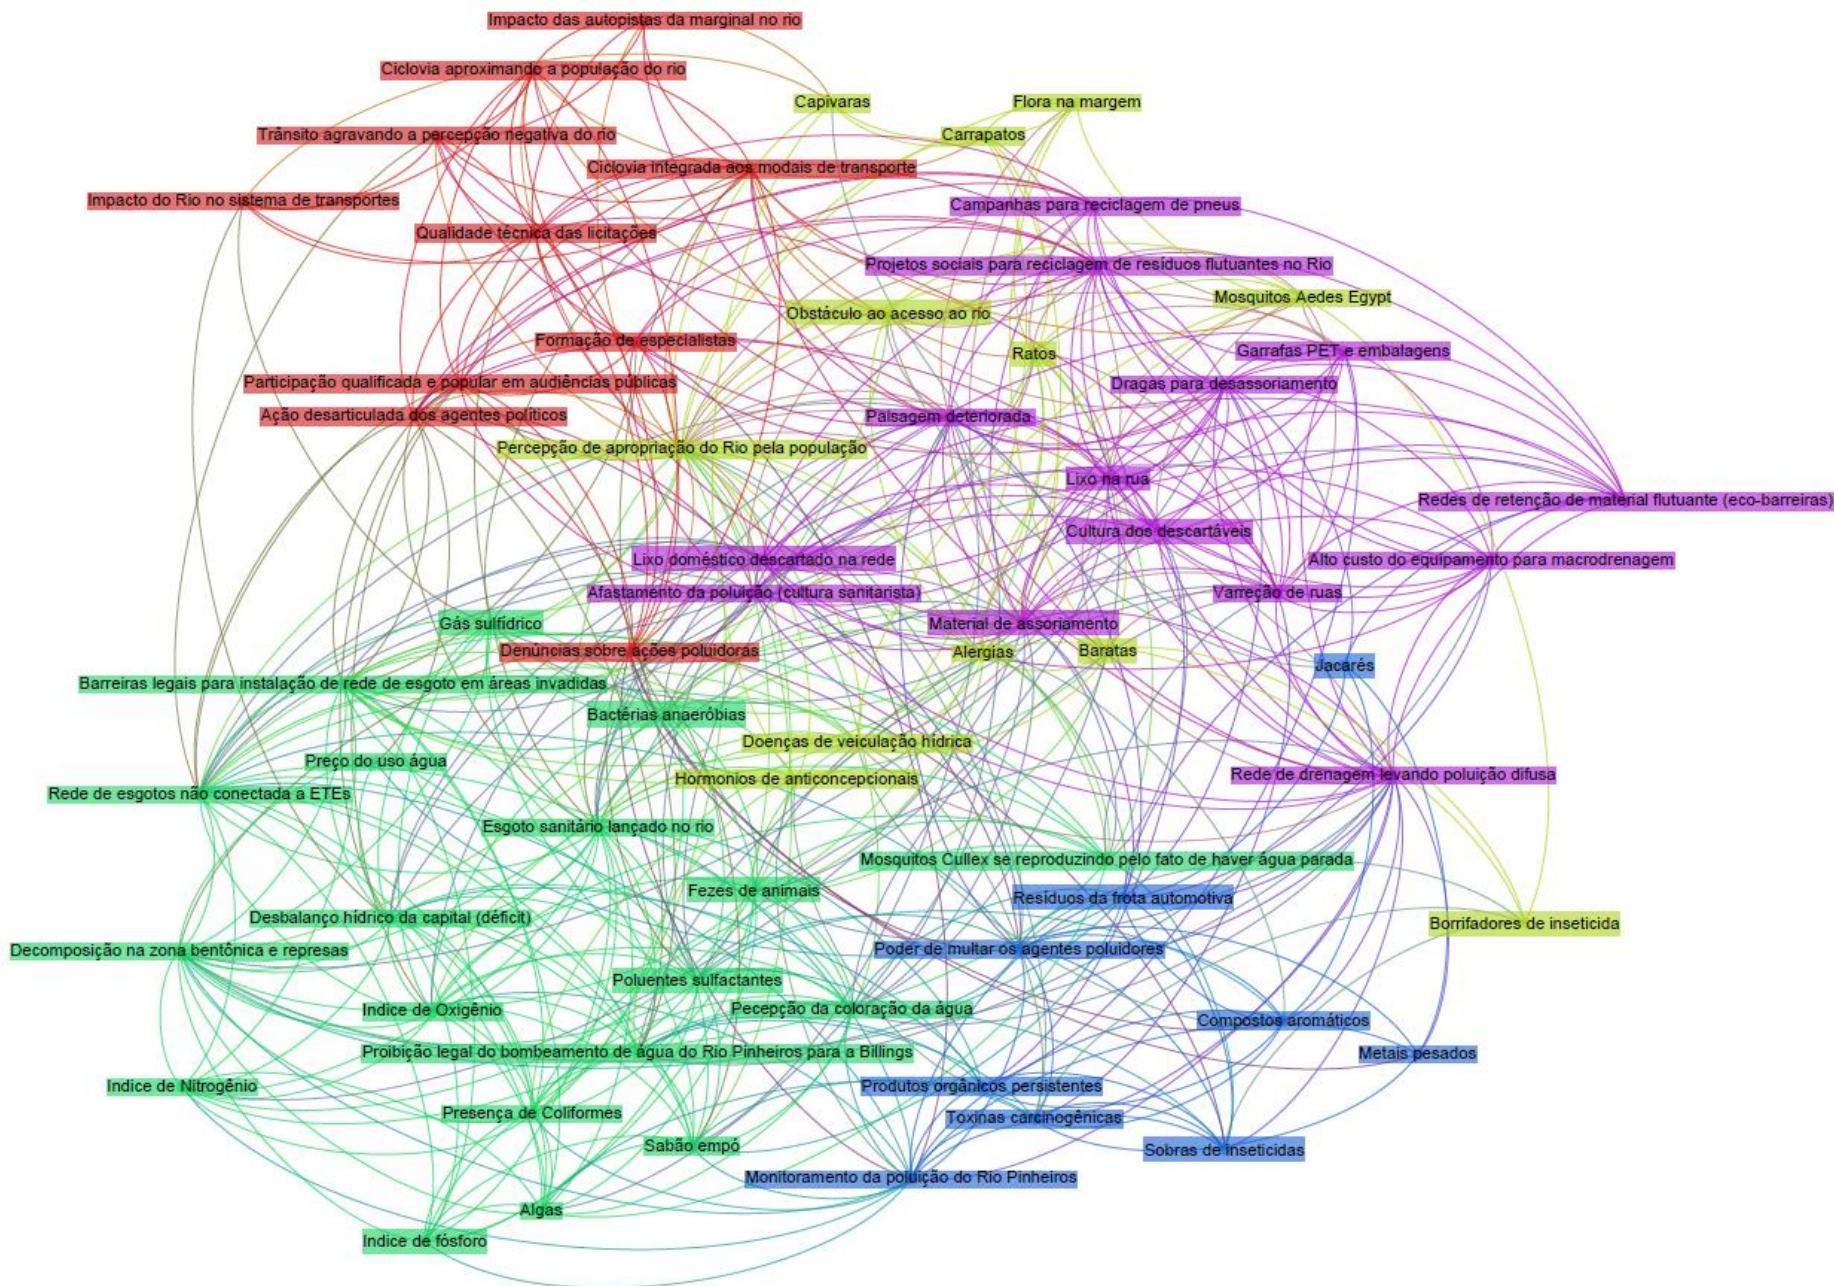 Impacto das autopistas da marginal no rio
Ciclovia aproximando a população do rio
Capivaras
Flora na margem
Trânsito agravando a percepção negativa do rio
Carrapatos
Ciclovia integrada aos modais de transporte
Impacto do Rio no sistema de transportes
Campanhas para reciclagem de pneus
Qualidade técnica das licitações
Projetos sociais para reciclagem de resíduos flutuantes no Rio
Mosquitos Aedes Egypt
Obstáculo ao acesso ao rio
Formação de especialistas
Ratos
Garrafas PET e embalagens
Participação qualificada e popular em audiências públicas
Dragas para desassoriamento
Ação desarticulada dos agentes políticos
Paisagem deteriorada
Percepção de apropriação do Rio pela população
Lixo na rua
Redes de retenção de material flutuante (eco-barreiras)
Cultura dos descartáveis
Lixo doméstico descartado na rede
Alto custo do equipamento para macrodrenagem
Afastamento da poluição (cultura sanitarista)
Varreção de ruas
Gás sulfídrico
Material de assoriamento
Denúncias sobre ações poluidoras
Alergias
Baratas
Jacarés
Barreiras legais para instalação de rede de esgoto em áreas invadidas
Bactérias anaeróbias
Doenças de veiculação hídrica
Preço do uso água
Hormonios de anticoncepcionais
Rede de drenagem levando poluição difusa
Rede de esgotos não conectada a ETEs
Esgoto sanitário lançado no rio
Mosquitos Cullex se reproduzindo pelo fato de haver água parada
Fezes de animais
Resíduos da frota automotiva
Desbalanço hídrico da capital (déficit)
Borrifadores de inseticida
Decomposição na zona bentônica e represas
Poder de multar os agentes poluidores
Poluentes sulfactantes
Indice de Oxigênio
Pecepção da coloração da água
Compostos aromáticos
Proibição legal do bombeamento de água do Rio Pinheiros para a Billings
Metais pesados
Indice de Nitrogênio
Produtos orgânicos persistentes
Presença de Coliformes
Toxinas carcinogênicas
Sabão empó
Sobras de inseticidas
Monitoramento da poluição do Rio Pinheiros
Algas
Indice de fósforo